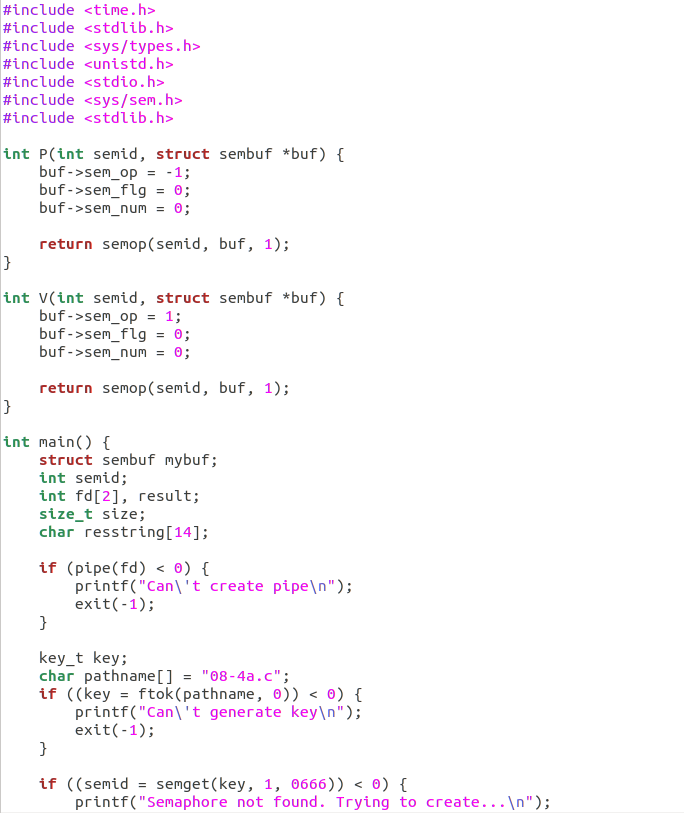 #include <time.h>
#include <stdlib.h>
#include <sys/types.h>
#include <unistd.h>
#include <stdio.h>
#include <sys/sem.h>
#include <stdlib.h>

int P(int semid, struct sembuf *buf) {
    buf->sem_op = -1;
    buf->sem_flg = 0;
    buf->sem_num = 0;

    return semop(semid, buf, 1);
}

int V(int semid, struct sembuf *buf) {
    buf->sem_op = 1;
    buf->sem_flg = 0;
    buf->sem_num = 0;

    return semop(semid, buf, 1);
}

int main() {
    struct sembuf mybuf;
    int semid;
    int fd[2], result;
    size_t size;
    char resstring[14];

    if (pipe(fd) < 0) {
        printf("Can\'t create pipe\n");
        exit(-1);
    }

    key_t key;
    char pathname[] = "08-4a.c";
    if ((key = ftok(pathname, 0)) < 0) {
        printf("Can\'t generate key\n");
        exit(-1);
    }

    if ((semid = semget(key, 1, 0666)) < 0) {
        printf("Semaphore not found. Trying to create...\n");